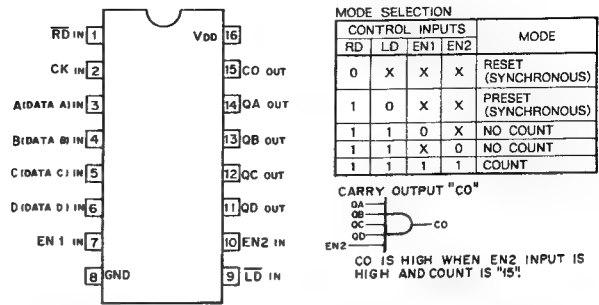 RD IN 1
CK IN 2
A(DATA A) IN 3
B(DATA B) IN 4
C(DATA C) IN 5
D(DATA D) IN 6
EN 1 IN 7
8 GND
VDD 16
15 CO OUT
14 QA OUT
13 QB OUT
12 QC OUT
11 QD OUT
10 EN2 IN
9 LD IN
MODE SELECTION
CONTROL INPUTS MODE
RD LD EN1 EN2
0 X X X RESET
(SYNCHRONOUS)
1 0 X X PRESET
(SYNCHRONOUS)
1 1 0 X NO COUNT
1 1 X 0 NO COUNT
1 1 1 1 COUNT
CARRY OUTPUT "CO"
QA
QB
QC
QD
EN2
CO
CO IS HIGH WHEN EN2 INPUT IS
HIGH AND COUNT IS "15".